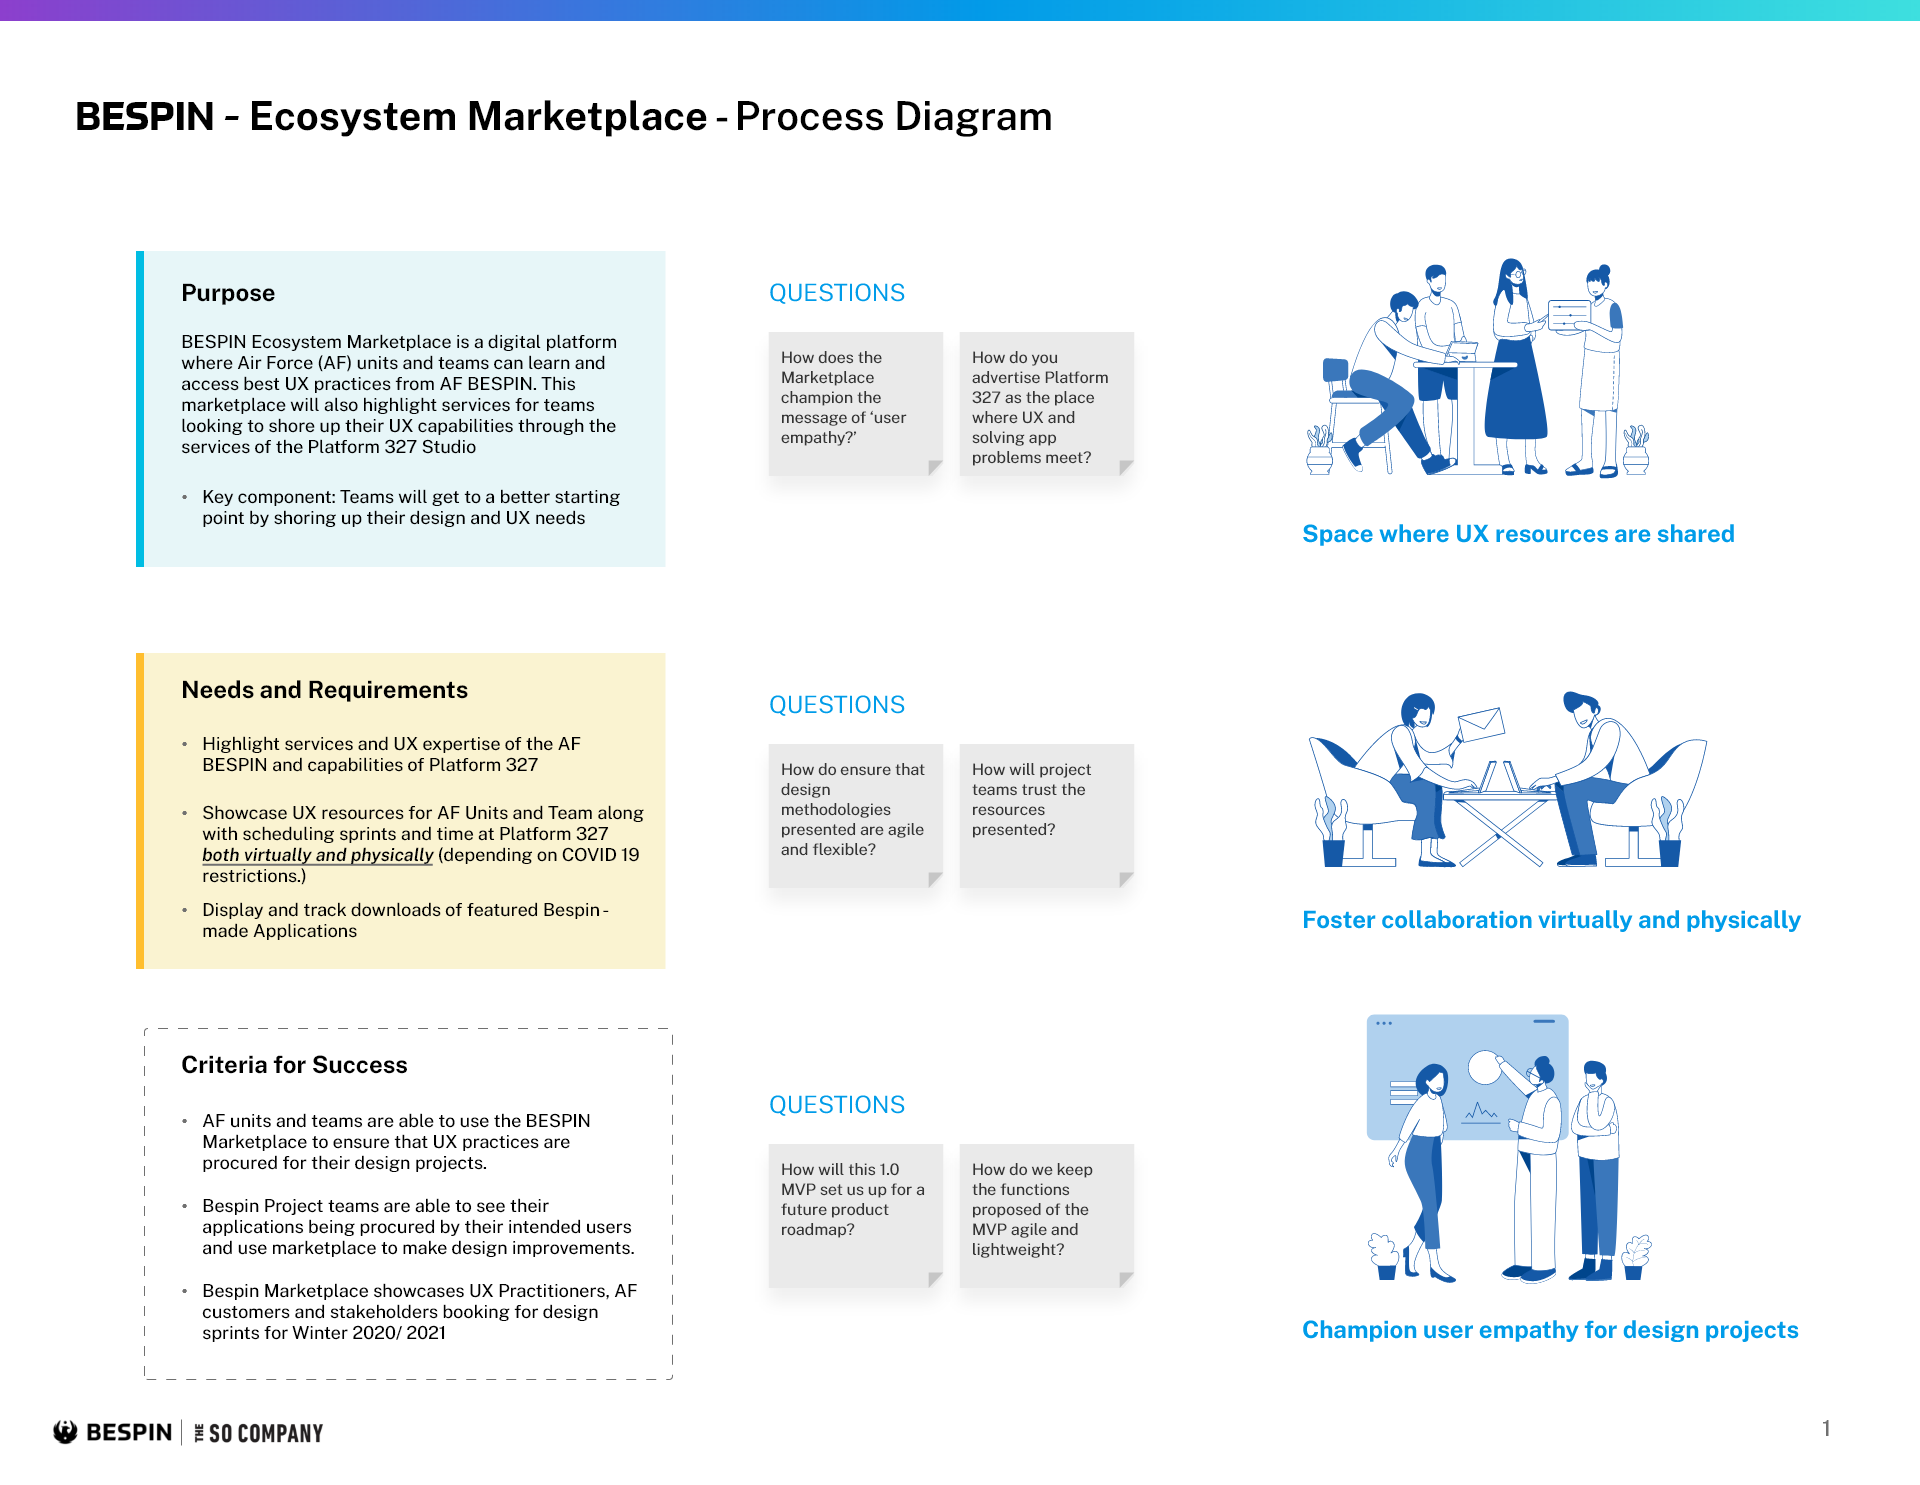 BESPIN - Ecosystem Marketplace - Process Diagram
Purpose
BESPIN Ecosystem Marketplace is a digital platform
where Air Force (AF) units and teams can learn and
access best UX practices from AF BESPIN. This
marketplace will also highlight services for teams
looking to shore up their UX capabilities through the
services of the Platform 327 Studio
• Key component: Teams will get to a better starting
point by shoring up their design and UX needs
QUESTIONS
How does the
Marketplace
champion the
message of ‘user
empathy?’
How do you
advertise Platform
327 as the place
where UX and
solving app
problems meet?
Space where UX resources are shared
Needs and Requirements
• Highlight services and UX expertise of the AF
BESPIN and capabilities of Platform 327
• Showcase UX resources for AF Units and Team along
with scheduling sprints and time at Platform 327
both virtually and physically (depending on COVID 19
restrictions.)
• Display and track downloads of featured Bespin-
made Applications
QUESTIONS
How do ensure that
design
methodologies
presented are agile
and flexible?
How will project
teams trust the
resources
presented?
Foster collaboration virtually and physically
Criteria for Success
• AF units and teams are able to use the BESPIN
Marketplace to ensure that UX practices are
procured for their design projects.
• Bespin Project teams are able to see their
applications being procured by their intended users
and use marketplace to make design improvements.
• Bespin Marketplace showcases UX Practitioners, AF
customers and stakeholders booking for design
sprints for Winter 2020/ 2021
QUESTIONS
How will this 1.0
MVP set us up for a
future product
roadmap?
How do we keep
the functions
proposed of the
MVP agile and
lightweight?
Champion user empathy for design projects
BESPIN | THE SO COMPANY
1